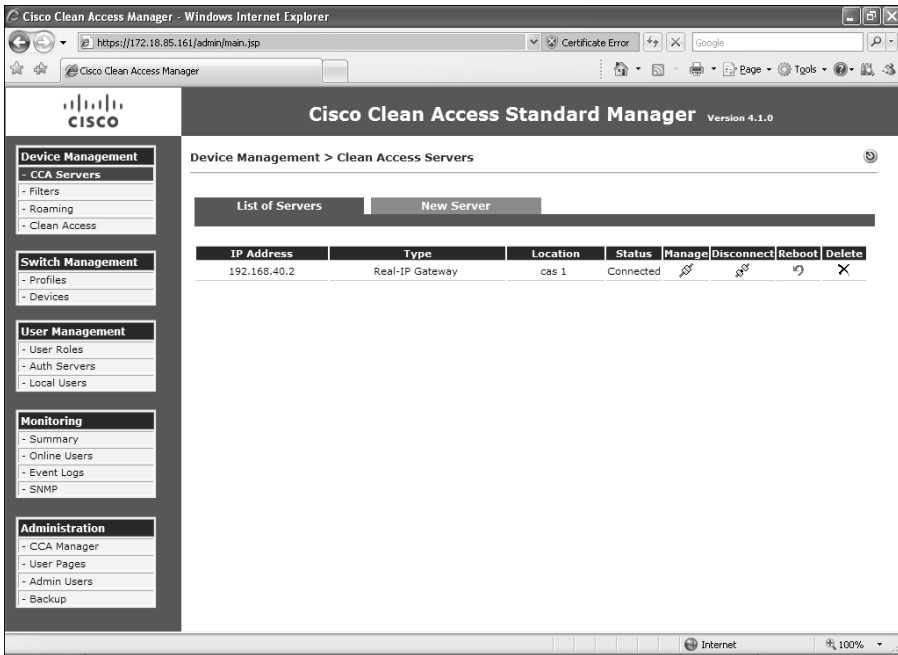 Cisco Clean Access Manager - Windows Internet Explorer
https://172.18.85.161/admin/main.jsp
Certificate Error
Google
Cisco Clean Access Manager
Page
Tools
CISCO
Cisco Clean Access Standard Manager Version 4.1.0
Device Management
- CCA Servers
- Filters
- Roaming
- Clean Access
Switch Management
- Profiles
- Devices
User Management
- User Roles
- Auth Servers
- Local Users
Monitoring
- Summary
- Online Users
- Event Logs
- SNMP
Administration
- CCA Manager
- User Pages
- Admin Users
- Backup
Device Management > Clean Access Servers
List of Servers New Server
IP Address Type Location Status Manage Disconnect Reboot Delete
192.168.40.2 Real-IP Gateway cas 1 Connected
Internet 100%